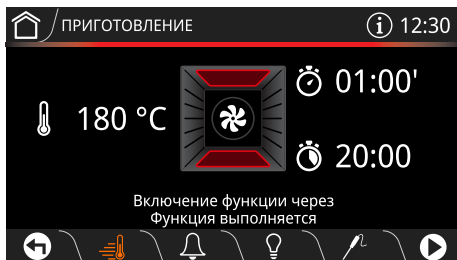 ПРИГОТОВЛЕНИЕ
i 12:30
01:00'
180 °C
20:00
Включение функции через
Функция выполняется